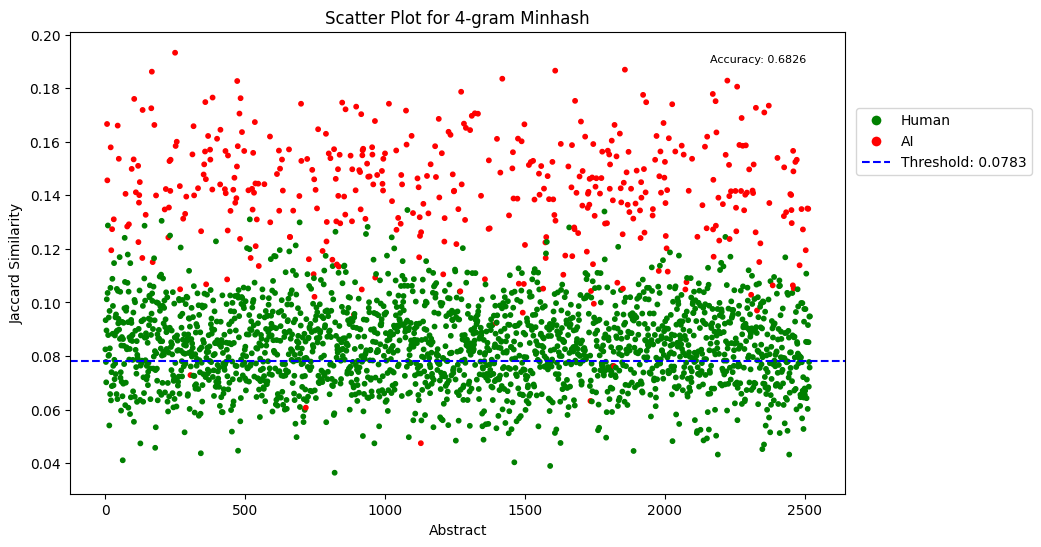 Scatter Plot for 4-gram Minhash
Accuracy: 0.6826
Human
AI
Threshold: 0.0783
Jaccard Similarity
0.20
0.18
0.16
0.14
0.12
0.10
0.08
0.06
0.04
0 500 1000 1500 2000 2500
Abstract